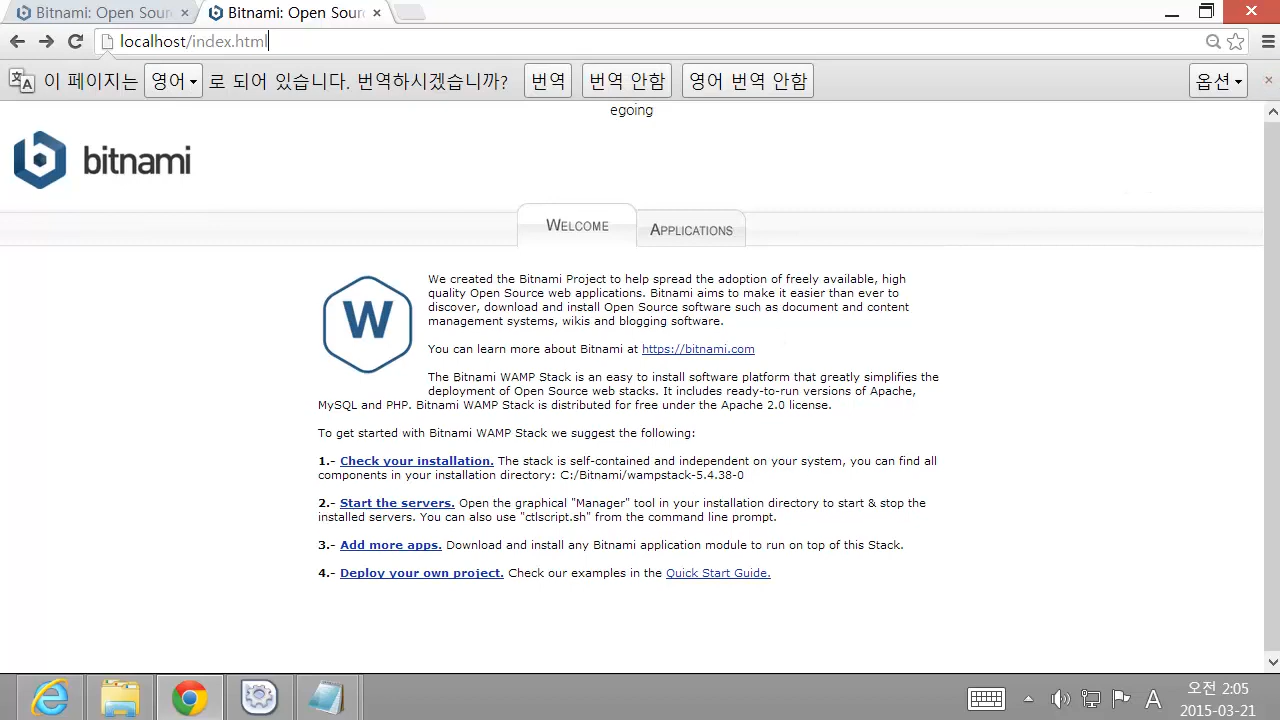 Bitnami: Open Sour
Bitnami: Open Sour
localhost/index.html
이 페이지는 영어 로 되어 있습니다. 번역하시겠습니까? 번역 번역 안함 영어 번역 안함 옵션
egoing
bitnami
WELCOME
APPLICATIONS
W
We created the Bitnami Project to help spread the adoption of freely available, high
quality Open Source web applications. Bitnami aims to make it easier than ever to
discover, download and install Open Source software such as document and content
management systems, wikis and blogging software.
You can learn more about Bitnami at https://bitnami.com
The Bitnami WAMP Stack is an easy to install software platform that greatly simplifies the
deployment of Open Source web stacks. It includes ready-to-run versions of Apache,
MySQL and PHP. Bitnami WAMP Stack is distributed for free under the Apache 2.0 license.
To get started with Bitnami WAMP Stack we suggest the following:
1.- Check your installation. The stack is self-contained and independent on your system, you can find all
components in your installation directory: C:/Bitnami/wampstack-5.4.38-0
2.- Start the servers. Open the graphical "Manager" tool in your installation directory to start & stop the
installed servers. You can also use "ctlscript.sh" from the command line prompt.
3.- Add more apps. Download and install any Bitnami application module to run on top of this Stack.
4.- Deploy your own project. Check our examples in the Quick Start Guide.
A
오전 2:05
2015-03-21